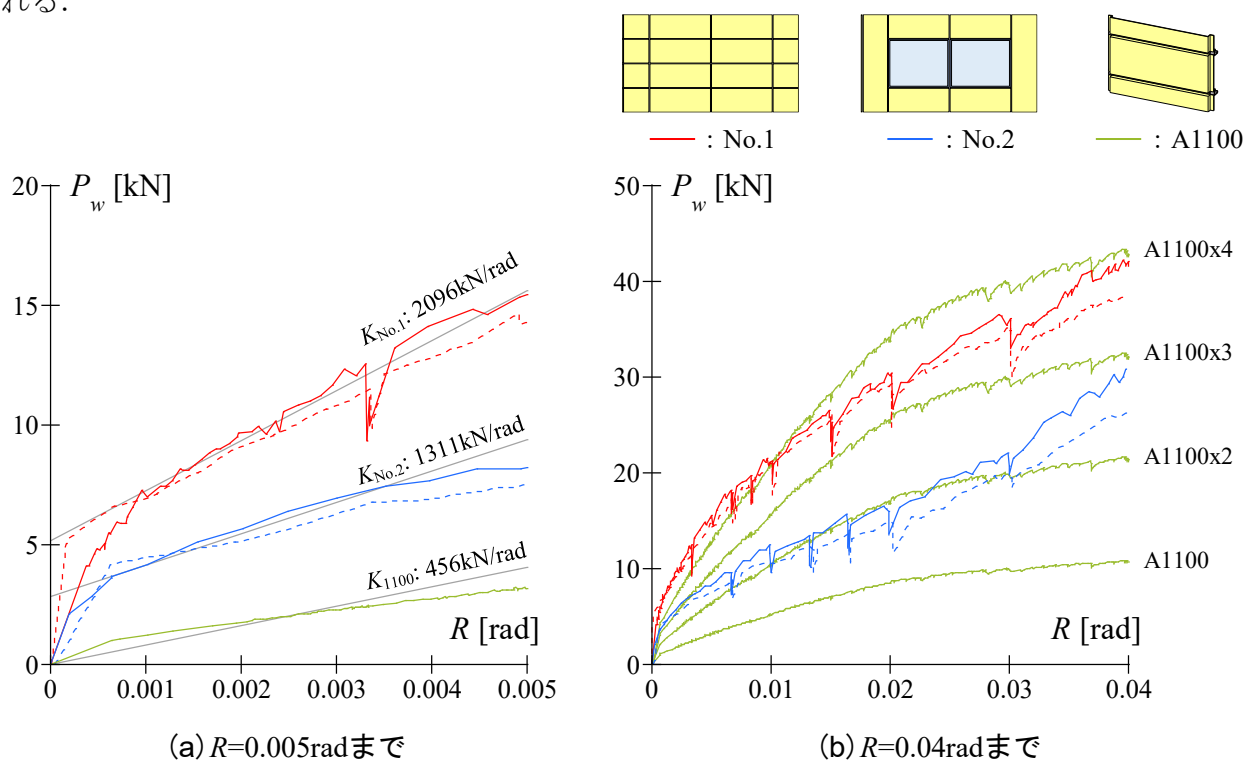 れる.
: No.1
: No.2
: A1100
P_w [kN]
20
15
10
5
0
K_No.1: 2096kN/rad
K_No.2: 1311kN/rad
K_1100: 456kN/rad
R [rad]
0 0.001 0.002 0.003 0.004 0.005
(a) R=0.005radまで
P_w [kN]
50
40
30
20
10
0
A1100x4
A1100x3
A1100x2
A1100
R [rad]
0 0.01 0.02 0.03 0.04
(b) R=0.04radまで